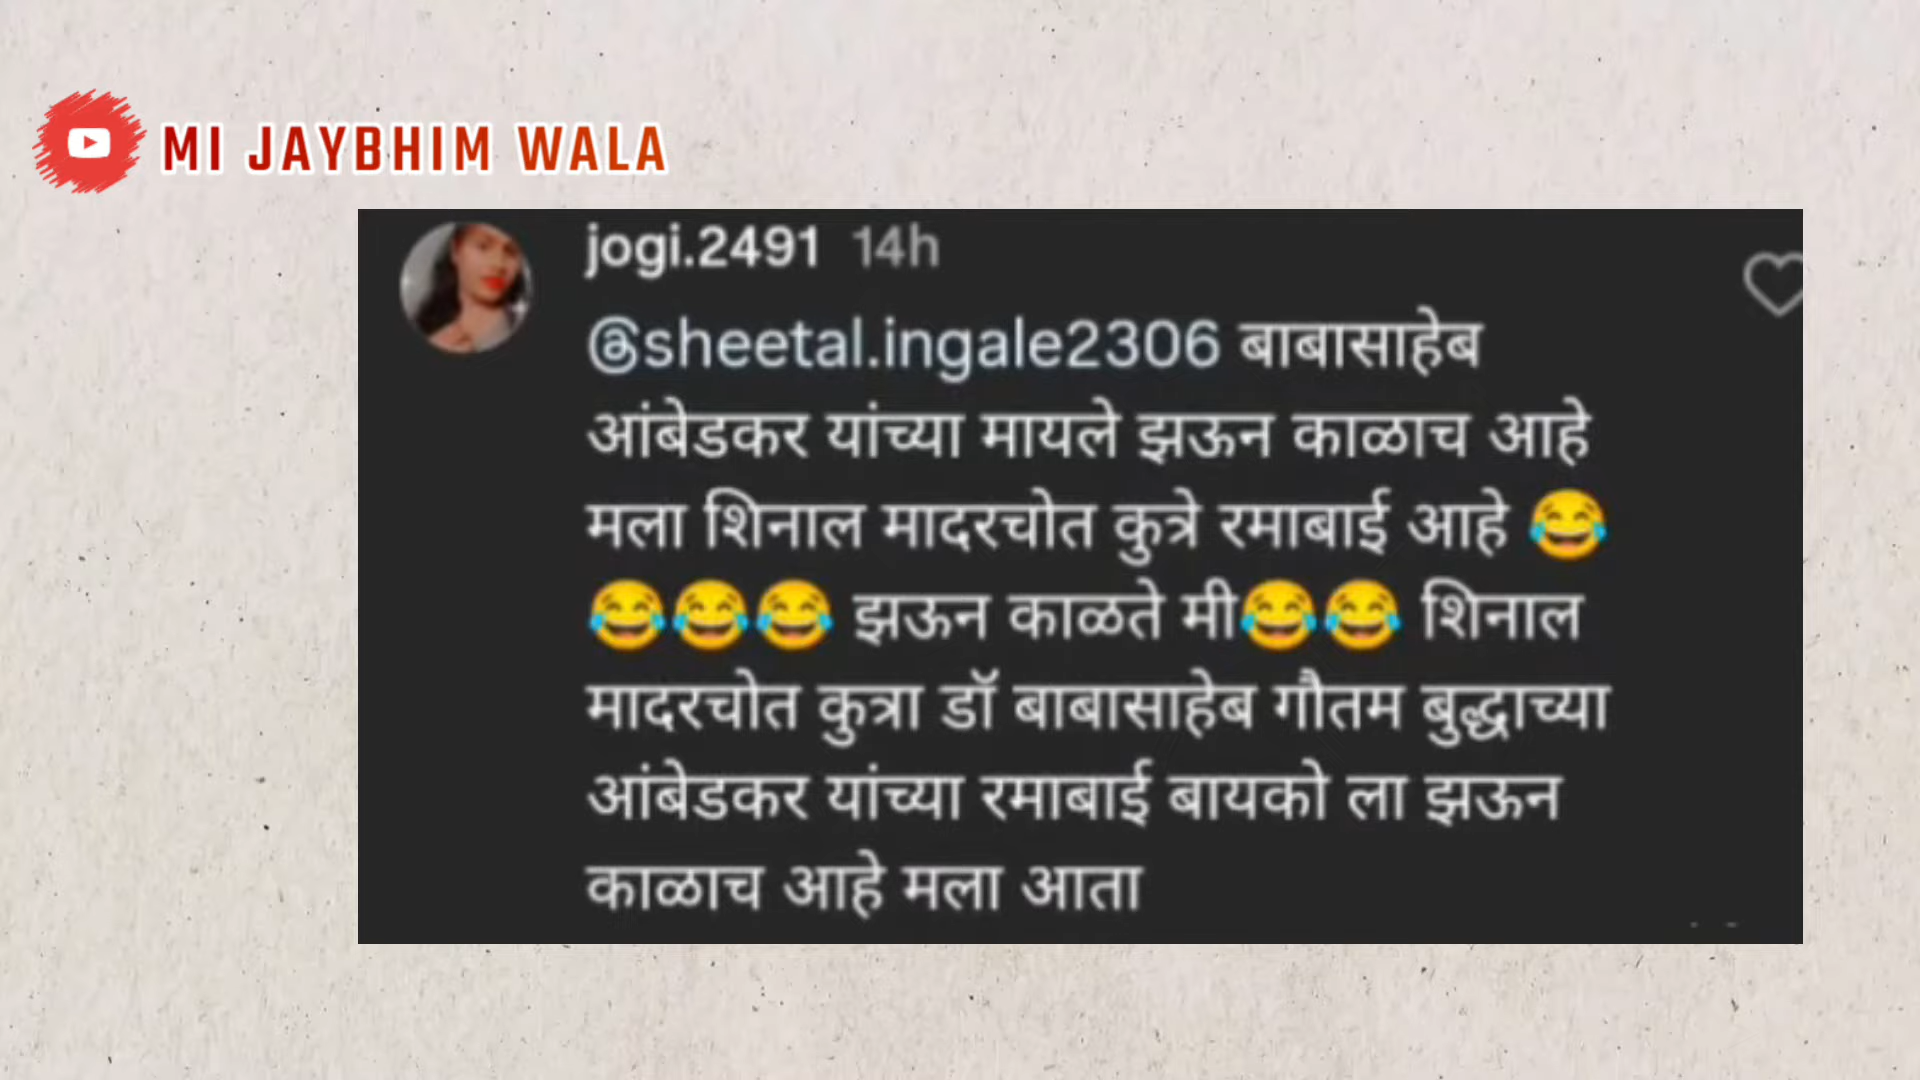 MI JAYBHIM WALA
jogi.2491 14h
@sheetal.ingale2306 बाबासाहेब
आंबेडकर यांच्या मायले झऊन काळाच आहे
मला शिनाल मादरचोत कुत्रे रमाबाई आहे 😂
😂😂😂 झऊन काळते मी😂😂 शिनाल
मादरचोत कुत्रा डॉ बाबासाहेब गौतम बुद्धाच्या
आंबेडकर यांच्या रमाबाई बायको ला झऊन
काळाच आहे मला आता